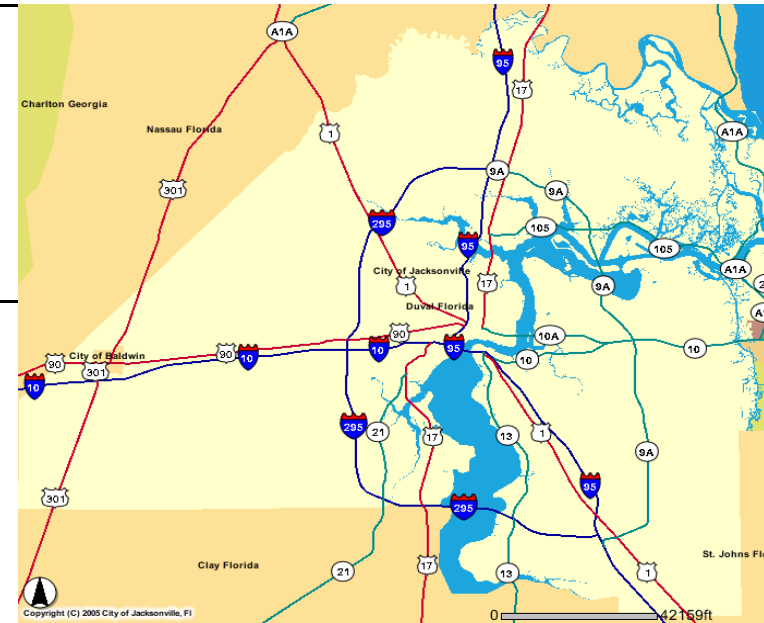 A1A
95
17
Charlton Georgia
Nassau Florida
1
A1A
9A
301
9A
295
105
95
105
City of Jacksonville
A1A
1
17
9A
Duval Florida
90
10A
City of Baldwin
90
10
10
95
10
10
90
301
10
295
21
17
13
1
9A
95
301
295
St. Johns Flo
Clay Florida
17
21
13
1
Copyright (C) 2005 City of Jacksonville, Fl
0
42159ft